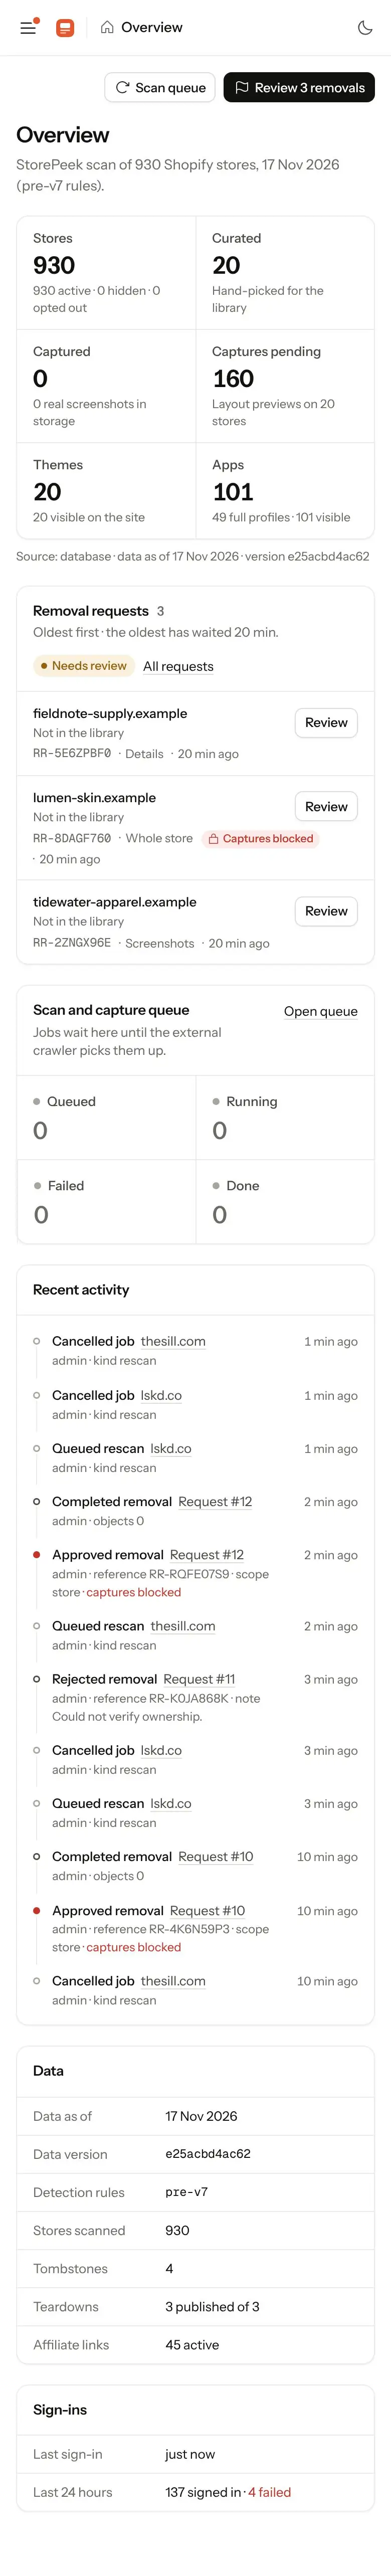 Overview
Scan queue
Review 3 removals
Overview
StorePeek scan of 930 Shopify stores, 17 Nov 2026
(pre-v7 rules).
Stores
930
930 active · 0 hidden · 0
opted out
Curated
20
Hand-picked for the
library
Captured
0
0 real screenshots in
storage
Captures pending
160
Layout previews on 20
stores
Themes
20
20 visible on the site
Apps
101
49 full profiles · 101 visible
Source: database · data as of 17 Nov 2026 · version e25acbd4ac62
Removal requests 3
Oldest first · the oldest has waited 20 min.
Needs review All requests
fieldnote-supply.example
Not in the library
RR-5E6ZPBF0 · Details · 20 min ago
Review
lumen-skin.example
Not in the library
RR-8DAGF760 · Whole store Captures blocked
· 20 min ago
Review
tidewater-apparel.example
Not in the library
RR-2ZNGX96E · Screenshots · 20 min ago
Review
Scan and capture queue
Jobs wait here until the external
crawler picks them up.
Open queue
Queued
0
Running
0
Failed
0
Done
0
Recent activity
Cancelled job thesill.com 1 min ago
admin · kind rescan
Cancelled job lskd.co 1 min ago
admin · kind rescan
Queued rescan lskd.co 1 min ago
admin · kind rescan
Completed removal Request #12 2 min ago
admin · objects 0
Approved removal Request #12 2 min ago
admin · reference RR-RQFE07S9 · scope
store · captures blocked
Queued rescan thesill.com 2 min ago
admin · kind rescan
Rejected removal Request #11 3 min ago
admin · reference RR-K0JA868K · note
Could not verify ownership.
Cancelled job lskd.co 3 min ago
admin · kind rescan
Queued rescan lskd.co 3 min ago
admin · kind rescan
Completed removal Request #10 10 min ago
admin · objects 0
Approved removal Request #10 10 min ago
admin · reference RR-4K6N59P3 · scope
store · captures blocked
Cancelled job thesill.com 10 min ago
admin · kind rescan
Data
Data as of 17 Nov 2026
Data version e25acbd4ac62
Detection rules pre-v7
Stores scanned 930
Tombstones 4
Teardowns 3 published of 3
Affiliate links 45 active
Sign-ins
Last sign-in just now
Last 24 hours 137 signed in · 4 failed